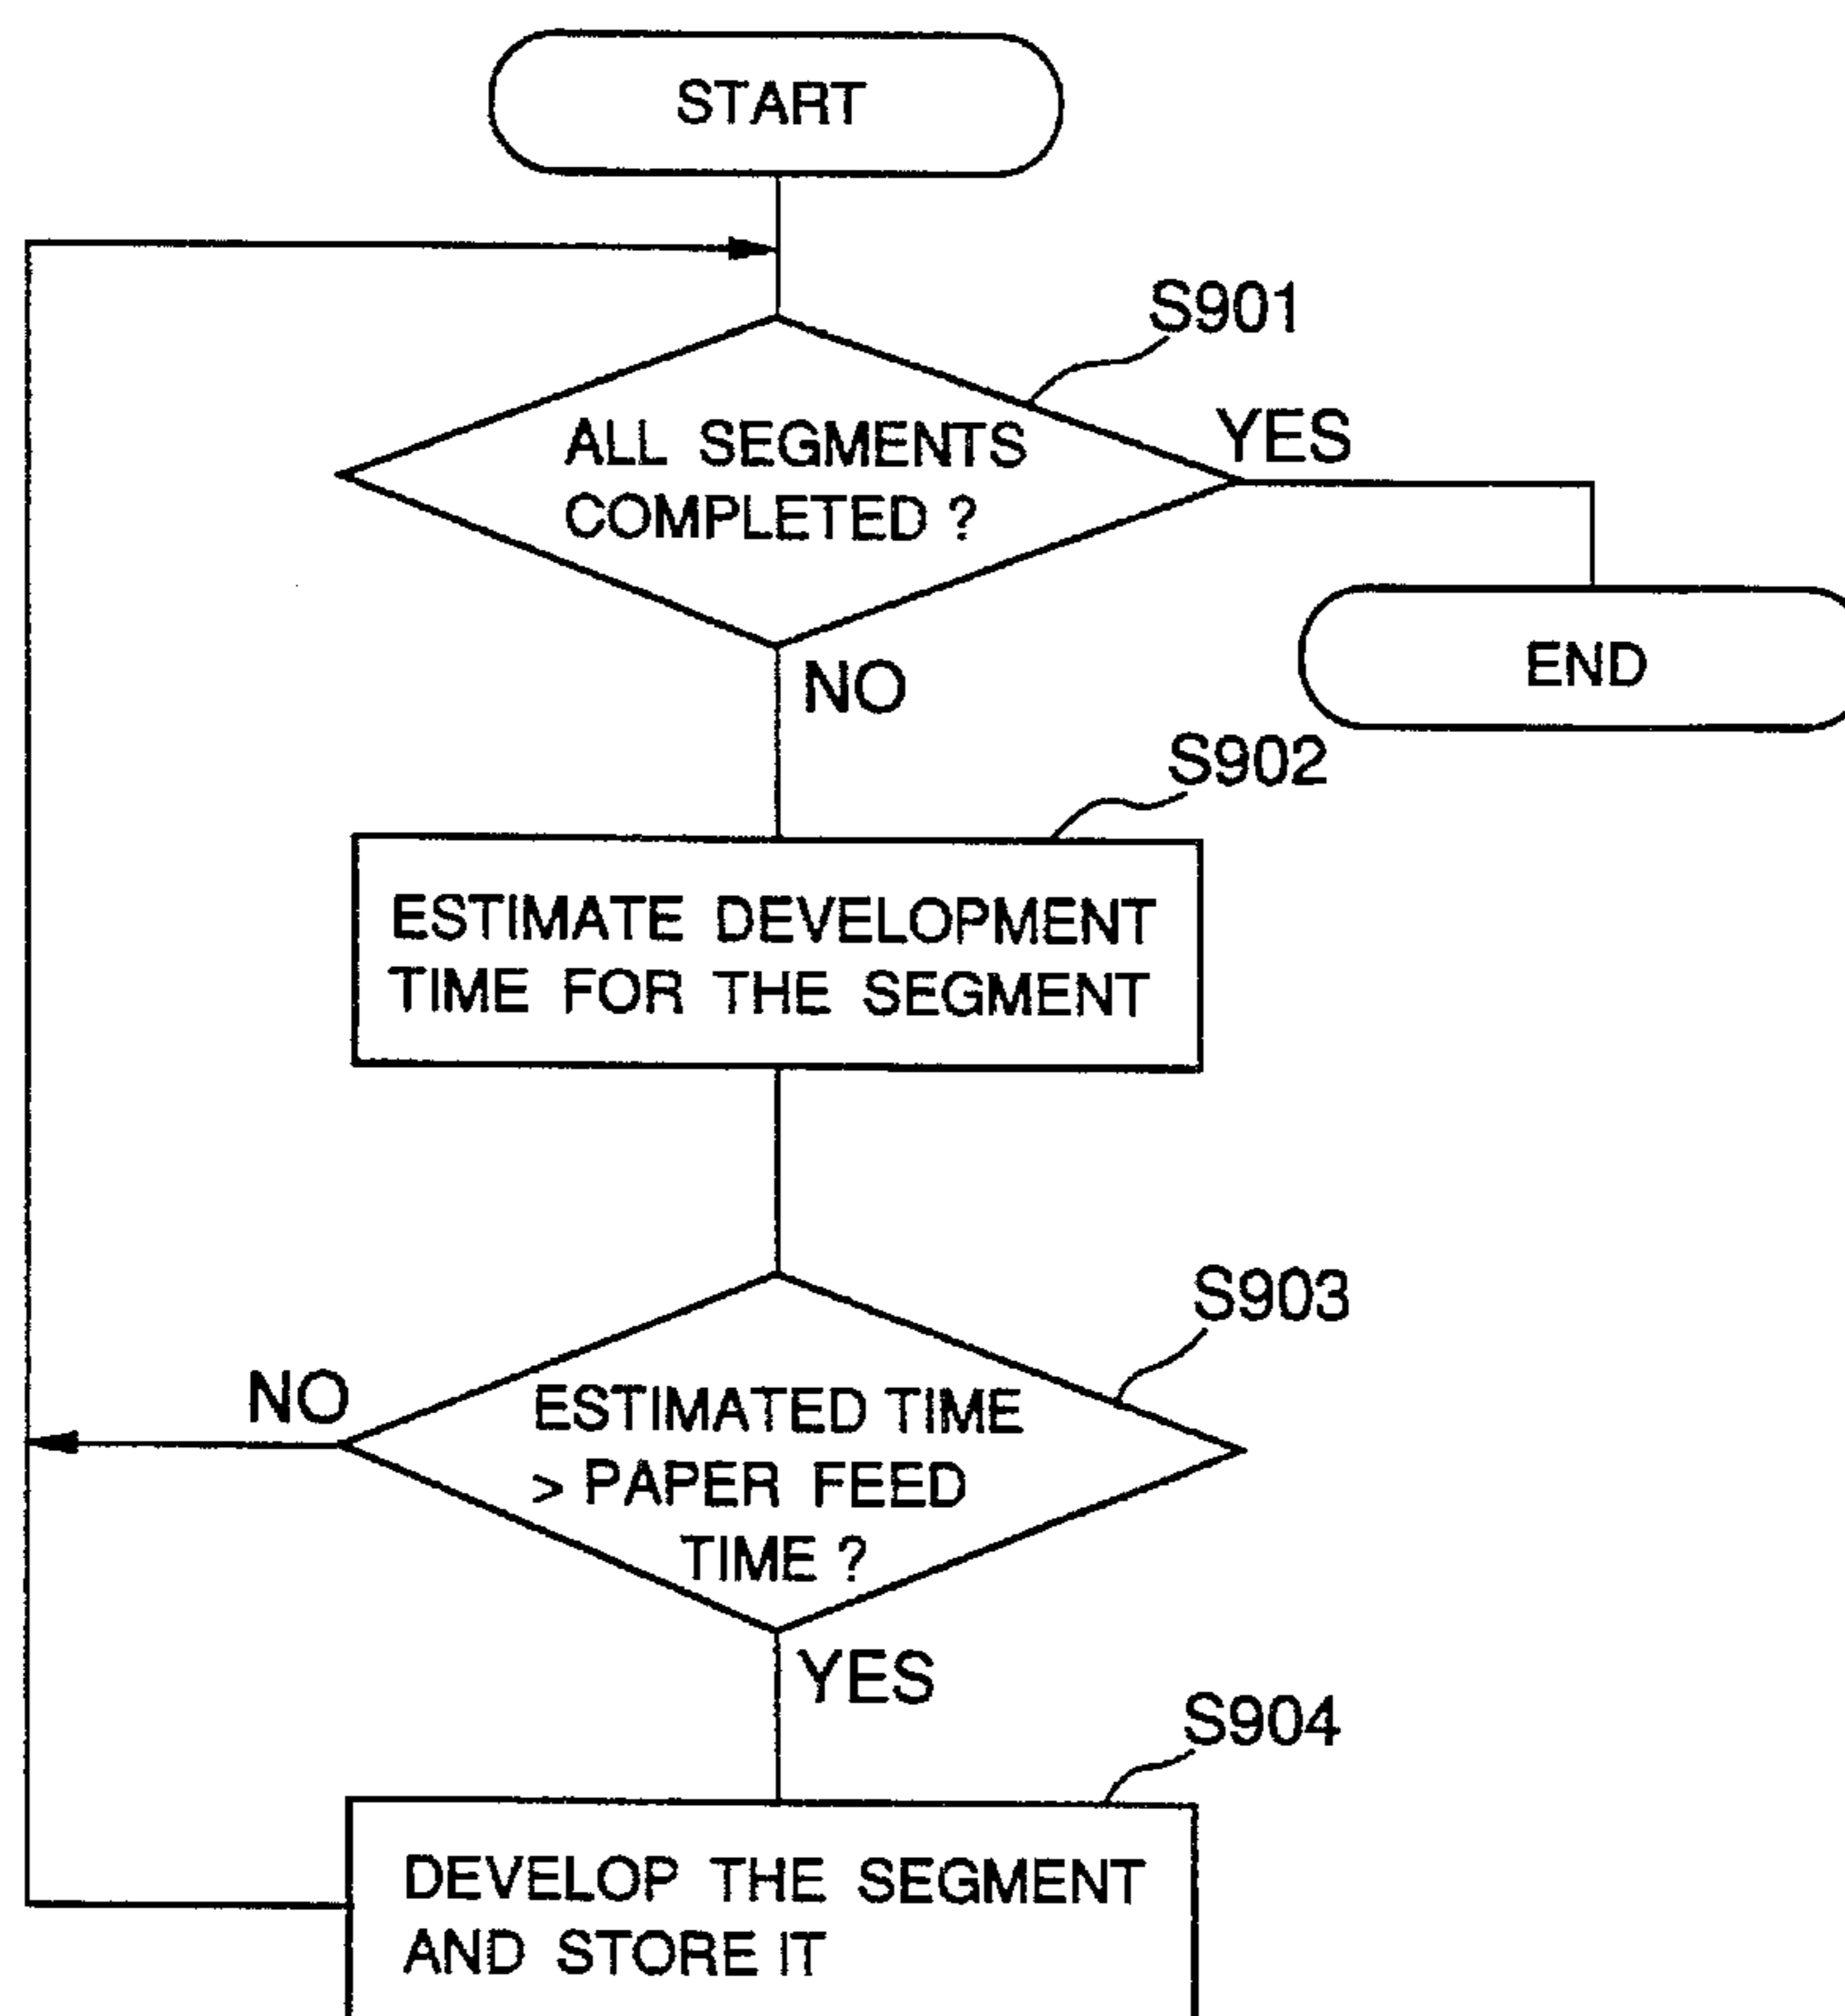 START
S901
ALL SEGMENTS
COMPLETED ?
YES
END
NO
S902
ESTIMATE DEVELOPMENT
TIME FOR THE SEGMENT
S903
NO
ESTIMATED TIME
> PAPER FEED
TIME ?
YES
S904
DEVELOP THE SEGMENT
AND STORE IT